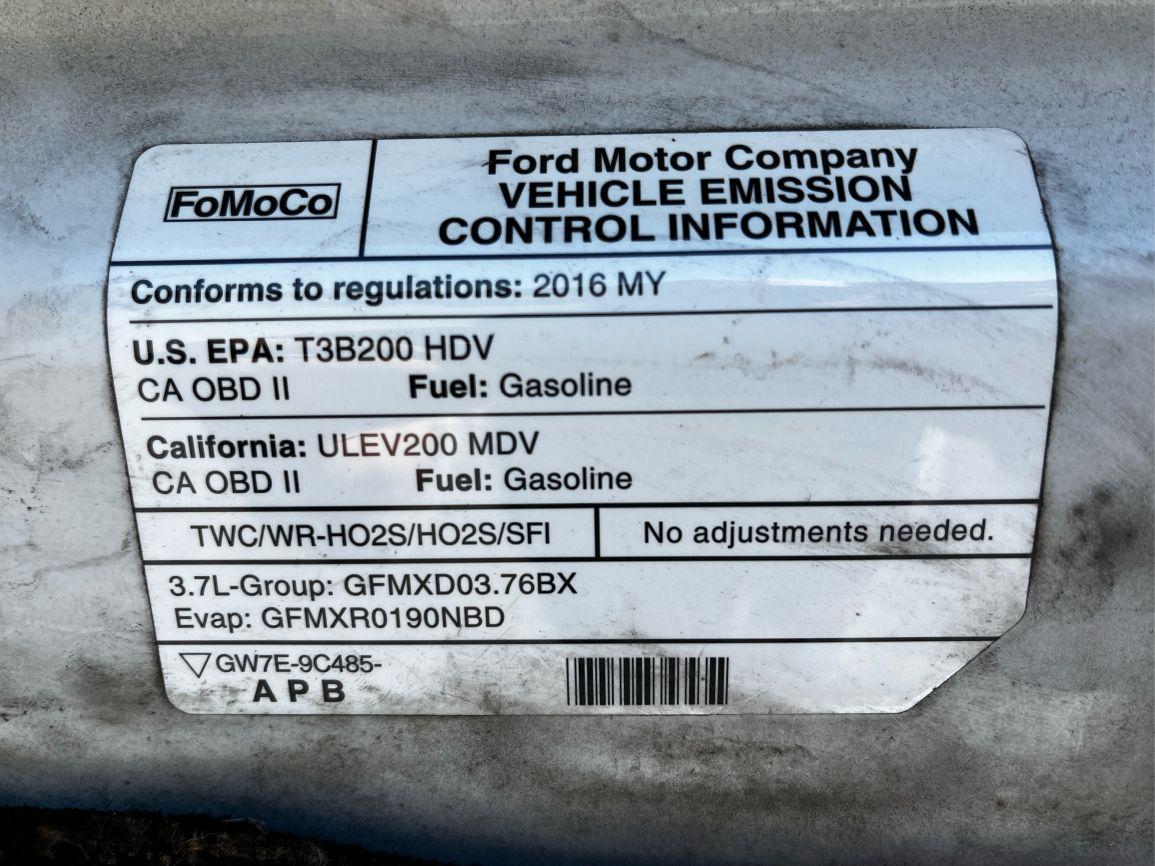 FoMoCo
Ford Motor Company
VEHICLE EMISSION
CONTROL INFORMATION
Conforms to regulations: 2016 MY
U.S. EPA: T3B200 HDV
CA OBD II Fuel: Gasoline
California: ULEV200 MDV
CA OBD II Fuel: Gasoline
TWC/WR-HO2S/HO2S/SFI
No adjustments needed.
3.7L-Group: GFMXD03.76BX
Evap: GFMXR0190NBD
GW7E-9C485-
A P B